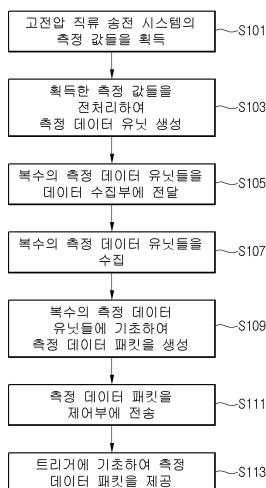 고전압 직류 송전 시스템의
측정 값들을 획득
S101
획득한 측정 값들을
전처리하여
측정 데이터 유닛 생성
S103
복수의 측정 데이터 유닛들을
데이터 수집부에 전달
S105
복수의 측정 데이터 유닛들을
수집
S107
복수의 측정 데이터
유닛들에 기초하여
측정 데이터 패킷을 생성
S109
측정 데이터 패킷을
제어부에 전송
S111
트리거에 기초하여 측정
데이터 패킷을 제공
S113